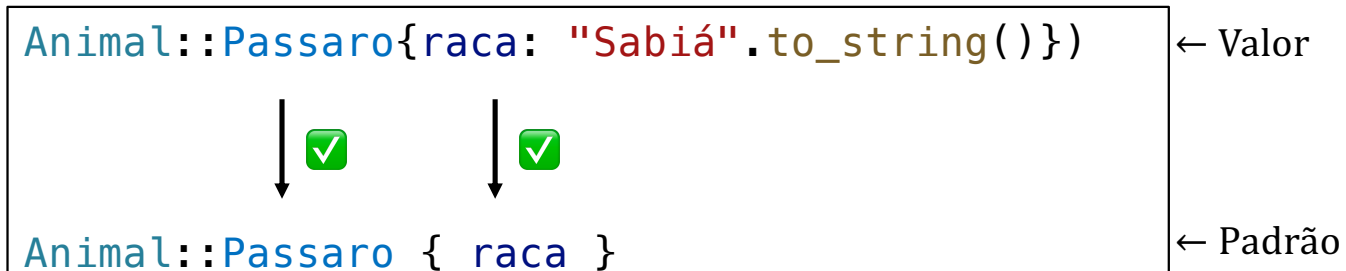 Animal::Passaro{raca: "Sabiá".to_string()}) ← Valor
Animal::Passaro { raca } ← Padrão